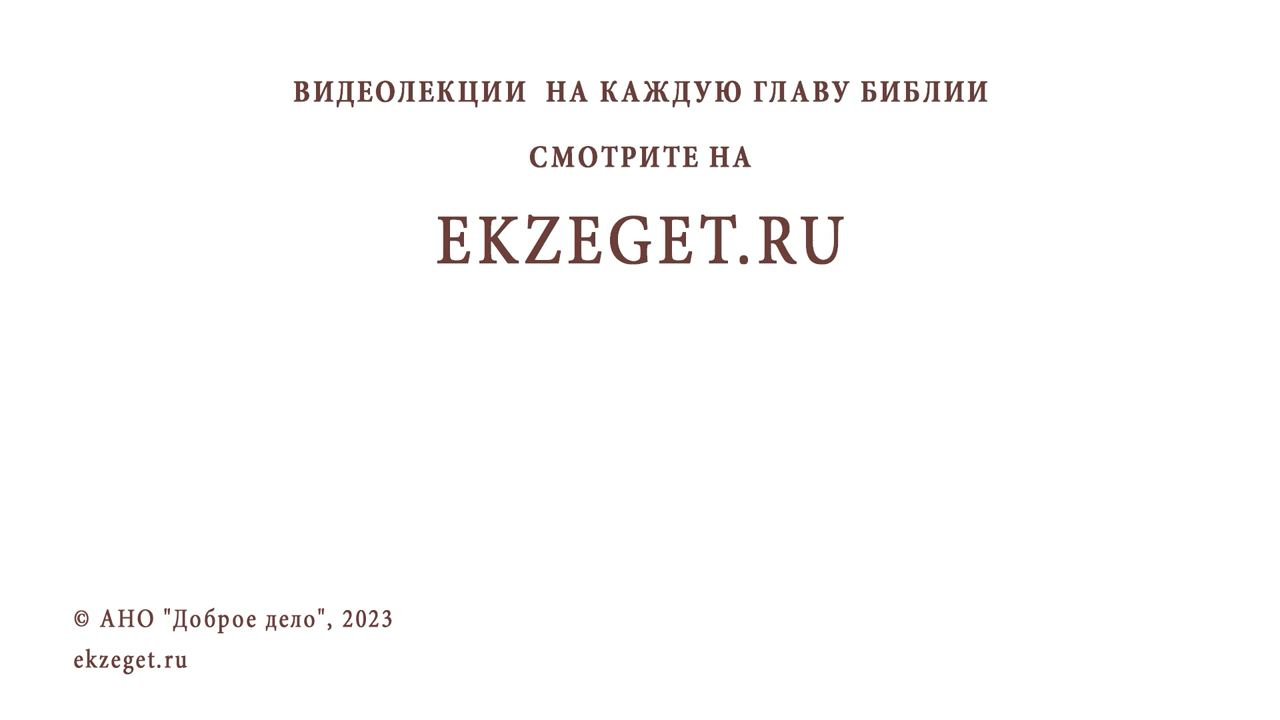 ВИДЕОЛЕКЦИИ НА КАЖДУЮ ГЛАВУ БИБЛИИ
СМОТРИТЕ НА
EKZEGET.RU
© АНО "Доброе дело", 2023
ekzeget.ru